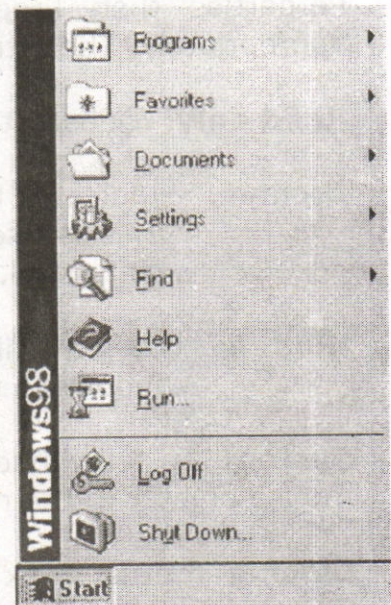 Programs
Favorites
Documents
Settings
Find
Help
Run...
Log Off
Shut Down...
Windows98
Start